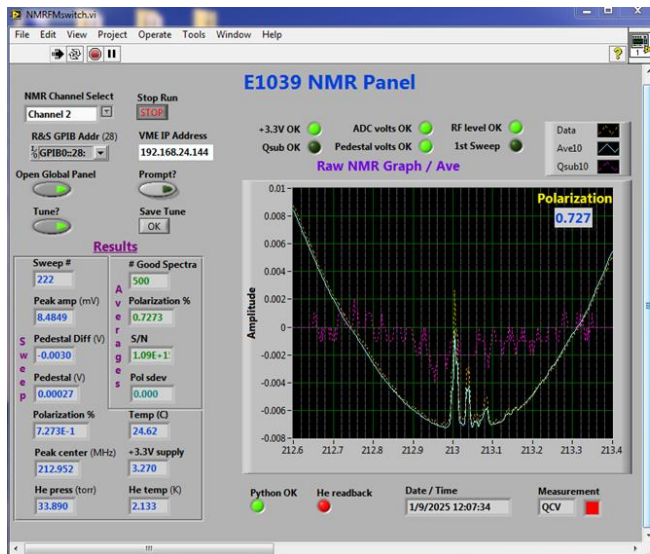 NMRFMswitch.vi
File Edit View Project Operate Tools Window Help
E1039 NMR Panel
NMR Channel Select
Channel 2
Stop Run
STOP
R&S GPIB Addr (28)
GPIB0::28:
VME IP Address
192.168.24.144
Open Global Panel
Prompt?
Tune?
Save Tune
OK
+3.3V OK ADC volts OK RF level OK
Qsub OK Pedestal volts OK 1st Sweep
Data
Ave10
Qsub10
Raw NMR Graph / Ave
Polarization
0.727
Amplitude
0.01
0.008
0.006
0.004
0.002
0
-0.002
-0.004
-0.006
-0.008
212.6 212.7 212.8 212.9 213 213.1 213.2 213.3 213.4
Results
Sweep
Sweep #
222
Peak amp (mV)
8.4849
Pedestal Diff (V)
-0.0030
Pedestal (V)
0.00027
Averages
# Good Spectra
500
Polarization %
0.7273
S/N
1.09E+1
Pol sdev
0.000
Polarization %
7.273E-1
Temp (C)
24.62
Peak center (MHz)
212.952
+3.3V supply
3.270
He press (torr)
33.890
He temp (K)
2.133
Python OK
He readback
Date / Time
1/9/2025 12:07:34
Measurement
QCV